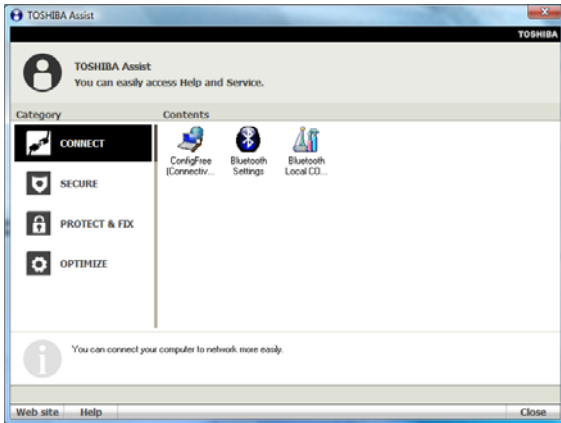 TOSHIBA Assist
TOSHIBA
TOSHIBA Assist
You can easily access Help and Service.
Category
Contents
CONNECT
SECURE
PROTECT & FIX
OPTIMIZE
ConfigFree
(Connectiv...
Bluetooth
Settings
Bluetooth
Local CO...
You can connect your computer to network more easily.
Web site
Help
Close